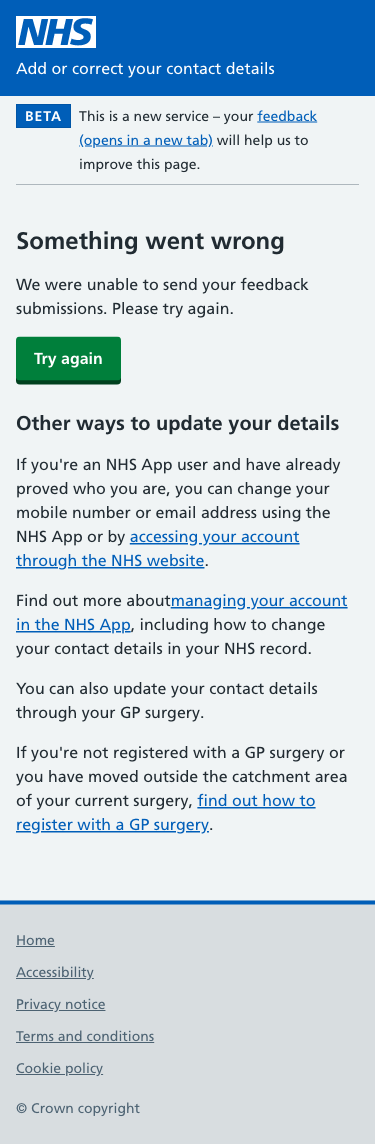 NHS
Add or correct your contact details
BETA
This is a new service – your feedback
(opens in a new tab) will help us to
improve this page.
Something went wrong
We were unable to send your feedback
submissions. Please try again.
Try again
Other ways to update your details
If you're an NHS App user and have already
proved who you are, you can change your
mobile number or email address using the
NHS App or by accessing your account
through the NHS website.
Find out more aboutmanaging your account
in the NHS App, including how to change
your contact details in your NHS record.
You can also update your contact details
through your GP surgery.
If you're not registered with a GP surgery or
you have moved outside the catchment area
of your current surgery, find out how to
register with a GP surgery.
Home
Accessibility
Privacy notice
Terms and conditions
Cookie policy
© Crown copyright